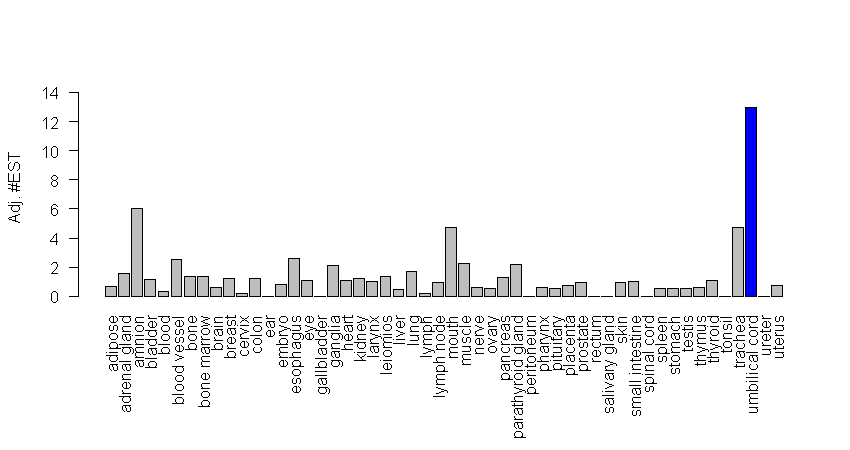 Adj. #EST
14
12
10
8
6
4
2
0
adipose
adrenal gland
amnion
bladder
blood
blood vessel
bone
bone marrow
brain
breast
cervix
colon
ear
embryo
esophagus
eye
gallbladder
ganglia
heart
kidney
larynx
leiomios
liver
lung
lymph
lymph node
mouth
muscle
nerve
ovary
pancreas
parathyroid gland
peritoneum
pharynx
pituitary
placenta
prostate
rectum
salivary gland
skin
small intestine
spinal cord
spleen
stomach
testis
thymus
thyroid
tonsil
trachea
umbilical cord
ureter
uterus